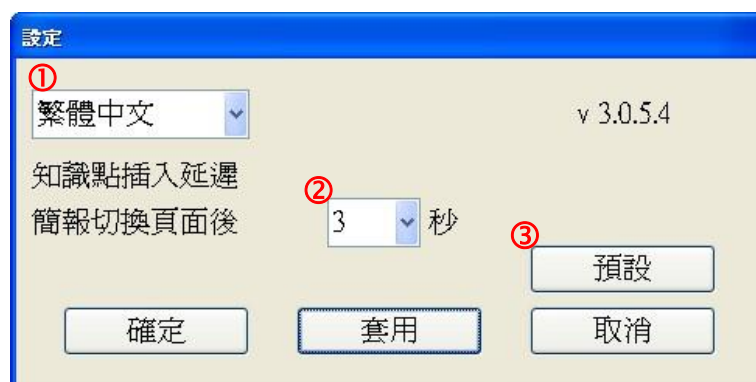 設定
①
繁體中文
v 3.0.5.4
知識點插入延遲
簡報切換頁面後
②
3
秒
③
預設
確定
套用
取消